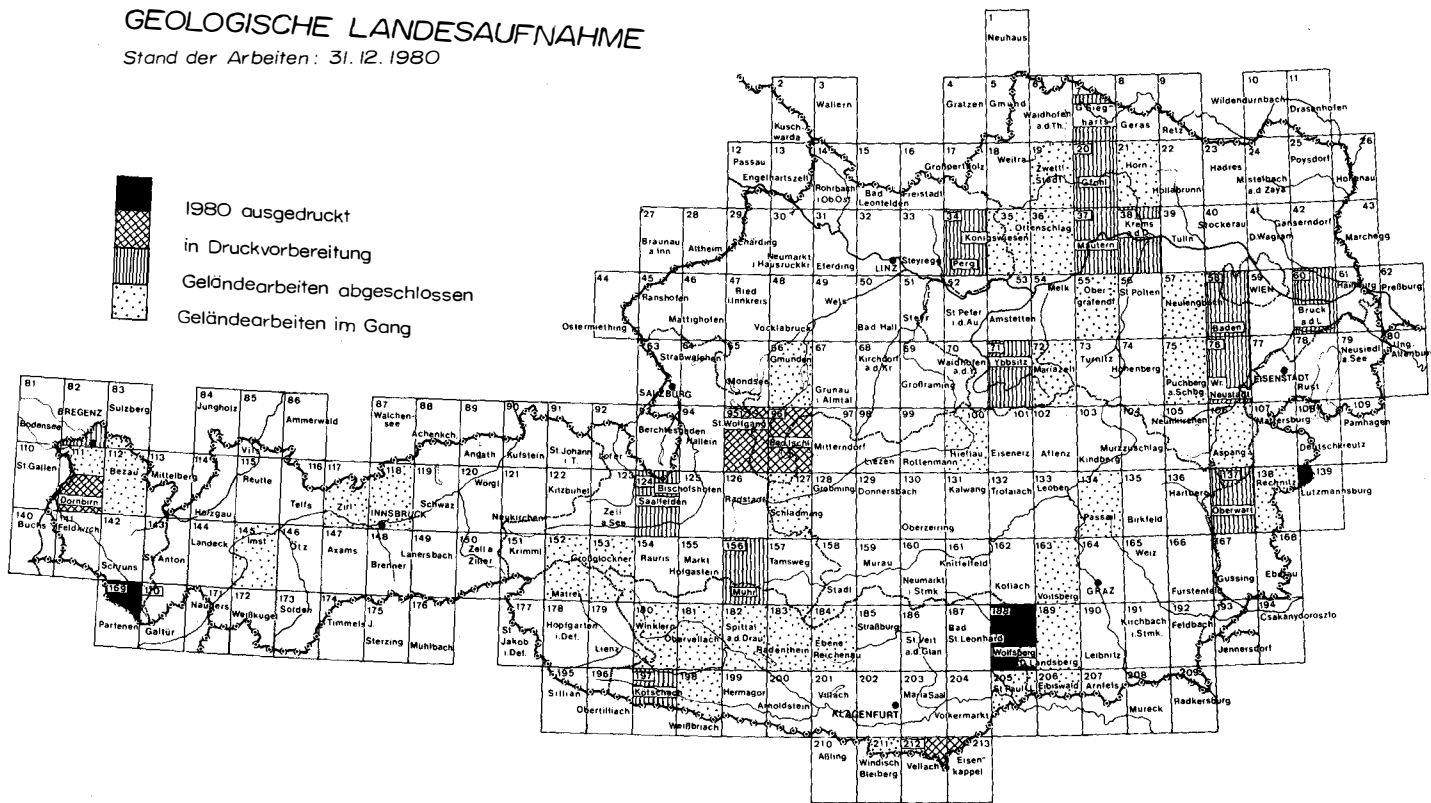 GEOLOGISCHE LANDESAUFNAHME
Stand der Arbeiten: 31. 12. 1980
1980 ausgedruckt
in Druckvorbereitung
Geländearbeiten abgeschlossen
Geländearbeiten im Gang
1
Neuhaus
2
Kusch-
warda
3
Wallern
4
Gratzen
5
Gmünd
Waidhofen
a.d.Th.
8
Geras
9
Retz
10
Wildendürnbach
11
Drasenhofen
12
Passau
13
Engelhartszell
14
Rohrbach
i.Ob.Öst.
15
Bad
Leonfelden
16
Freistadt
17
Großpertholz
18
Weitra
19
Zwettl
Stadt
20
Gföhl
21
Horn
22
Hollabrunn
23
Hadres
24
Mistelbach
a.d.Zaya
25
Poysdorf
26
Hohenau
27
Braunau
a.Inn
28
Altheim
29
Schärding
30
Neumarkt
i.Hausruckkr.
31
Eferding
32
LINZ
33
Steyregg
34
Perg
35
Königswiesen
36
Ottenschlag
37
Mautern
38
Krems
a.d.D.
39
Tulln
40
Stockerau
41
D.Wagram
42
Gänserndorf
43
Marchegg
44
Ostermiething
45
Ranshofen
46
Mattighofen
47
Ried
i.Innkreis
48
Vöcklabruck
49
Wels
50
Bad Hall
51
Steyr
52
St.Peter
i.d.Au
53
Amstetten
54
Melk
55
Ober
grafendf.
56
St.Pölten
57
Neulengbach
58
Baden
59
WIEN
60
Bruck
a.d.L.
61
Hainburg
62
Preßburg
63
SALZBURG
64
Straßwalchen
65
Mondsee
66
Gmunden
67
Grünau
i.Almtal
68
Kirchdorf
a.d.Kr.
69
Großraming
70
Waidhofen
a.d.Y.
71
Ybbsitz
72
Mariazell
73
Türnitz
74
Hohenberg
75
Puchberg
a.Schbg.
76
Wr.
Neustadt
77
EISENSTADT
78
Rust
79
Neusiedl
a.See
80
Ung.
Altenburg
81
Bodensee
82
BREGENZ
83
Sulzberg
84
Jungholz
85
Vils
86
Ammerwald
87
Walchen-
see
88
Achenkch.
89
Angath
90
Kufstein
91
St.Johann
i.T.
92
Lofer
93
Berchtesgaden
94
Hallein
95
St.Wolfgang
96
Bad Ischl
97
Mitterndorf
98
Liezen
99
Rottenmann
100
Hieflau
101
Eisenerz
102
Aflenz
103
Kindberg
104
Mürzzuschlag
105
Neunkirchen
106
Aspang
107
Mattersburg
108
Deutschkreutz
109
Pamhagen
110
St.Gallen
111
Dornbirn
112
Bezau
113
Mittelberg
114
Holzgau
115
Reutte
116
Telfs
117
Zirl
118
INNSBRUCK
119
Schwaz
120
Wörgl
121
Neukirchen
122
Kitzbühel
123
Zell
a.See
124
Saalfelden
125
Bischofshofen
126
Radstadt
127
Schladming
128
Gröbming
129
Donnersbach
130
Oberzeiring
131
Kalwang
132
Trofaiach
133
Leoben
134
Passail
135
Birkfeld
136
Hartberg
137
Oberwart
138
Rechnitz
139
Lutzmannsburg
140
Buchs
141
Feldkirch
142
Schruns
143
St.Anton
144
Landeck
145
Imst
146
Ötz
147
Axams
148
Brenner
149
Lanersbach
150
Zell a.
Ziller
151
Krimml
152
Matrei
153
Großglockner
154
Rauris
155
Markt
Hofgastein
156
Muhr
157
Tamsweg
158
Stadl
159
Murau
160
Neumarkt
i.Stmk.
161
Knittelfeld
162
Köflach
163
Voitsberg
164
GRAZ
165
Weiz
166
Fürstenfeld
167
Güssing
168
Eberau
169
Partenen
170
Galtür
171
Nauders
172
Weißkugel
173
Sölden
174
Timmels J.
175
Sterzing
176
Mühlbach
177
St.
Jakob
i.Def.
178
Hopfgarten
i.Def.
179
Lienz
180
Winklern
181
Obervellach
182
Spittal
a.d.Drau
183
Radenthein
184
Ebene
Reichenau
185
Straßburg
186
St.Veit
a.d.Glan
187
Bad
St.Leonhard
188
Wolfsberg
189
D.Landsberg
190
Leibnitz
191
Kirchbach
i.Stmk.
192
Feldbach
193
Jennersdorf
194
Csakanydoroszlo
195
Sillian
196
Obertilliach
197
Kötschach
198
Weißbriach
199
Hermagor
200
Arnoldstein
201
Villach
202
KLAGENFURT
203
Maria Saal
204
Völkermarkt
205
St.Paul
206
Eibiswald
207
Arnfels
208
Mureck
209
Radkersburg
210
Aßling
211
Windisch
Bleiberg
212
Vellach
213
Eisen-
kappel